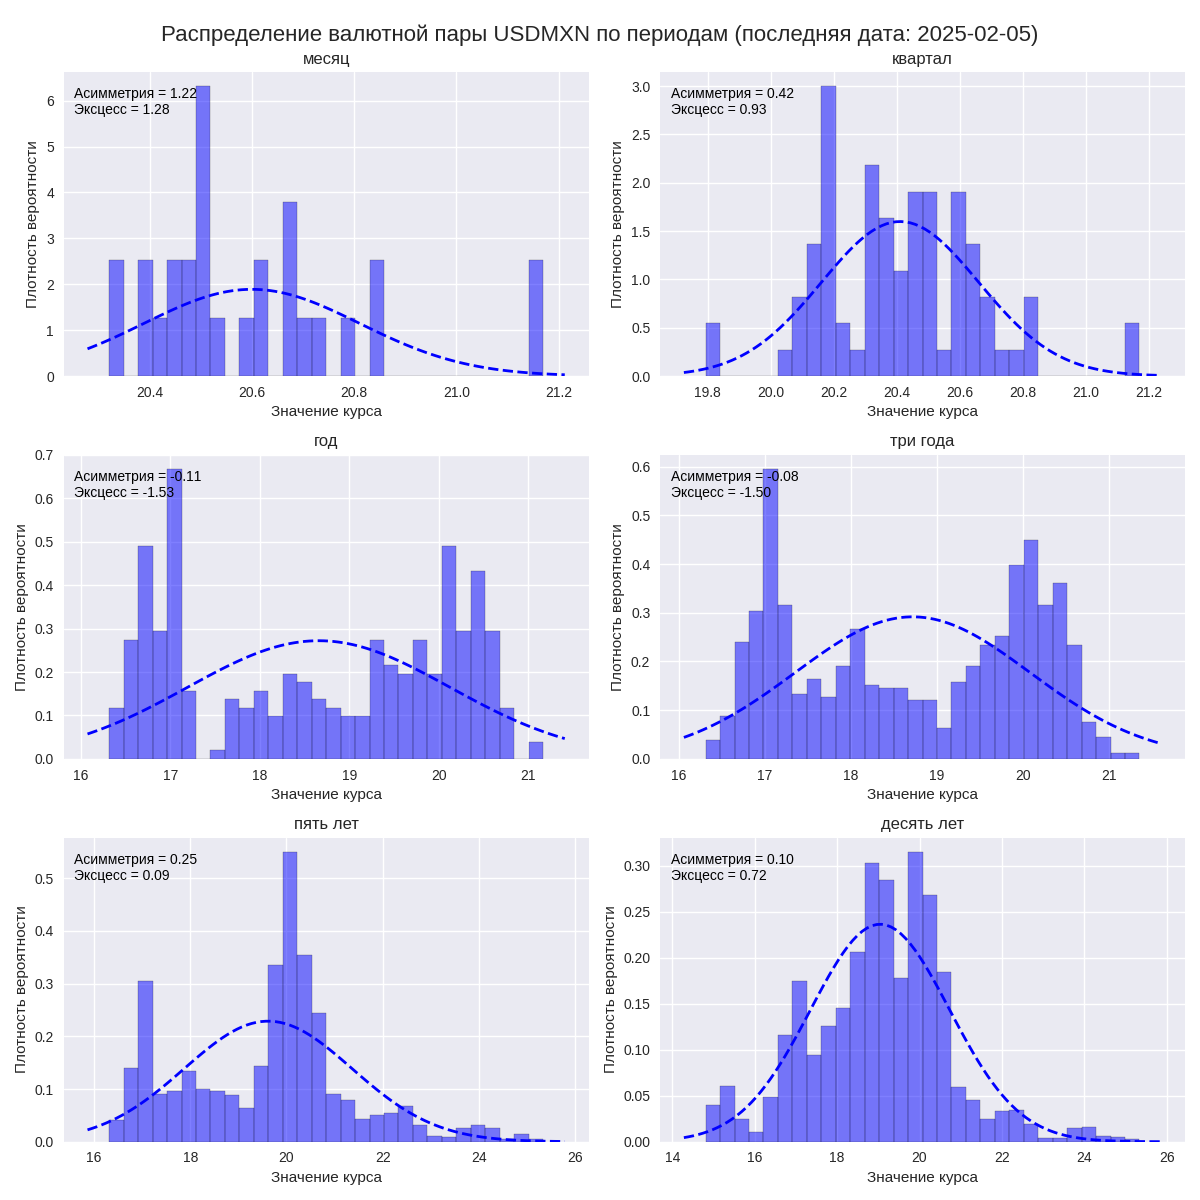 Распределение валютной пары USDMXN по периодам (последняя дата: 2025-02-05)
месяц
Асимметрия = 1.22
Эксцесс = 1.28
Плотность вероятности
6
5
4
3
2
1
0
20.4 20.6 20.8 21.0 21.2
Значение курса
квартал
Асимметрия = 0.42
Эксцесс = 0.93
Плотность вероятности
3.0
2.5
2.0
1.5
1.0
0.5
0.0
19.8 20.0 20.2 20.4 20.6 20.8 21.0 21.2
Значение курса
год
Асимметрия = -0.11
Эксцесс = -1.53
Плотность вероятности
0.7
0.6
0.5
0.4
0.3
0.2
0.1
0.0
16 17 18 19 20 21
Значение курса
три года
Асимметрия = -0.08
Эксцесс = -1.50
Плотность вероятности
0.6
0.5
0.4
0.3
0.2
0.1
0.0
16 17 18 19 20 21
Значение курса
пять лет
Асимметрия = 0.25
Эксцесс = 0.09
Плотность вероятности
0.5
0.4
0.3
0.2
0.1
0.0
16 18 20 22 24 26
Значение курса
десять лет
Асимметрия = 0.10
Эксцесс = 0.72
Плотность вероятности
0.30
0.25
0.20
0.15
0.10
0.05
0.00
14 16 18 20 22 24 26
Значение курса